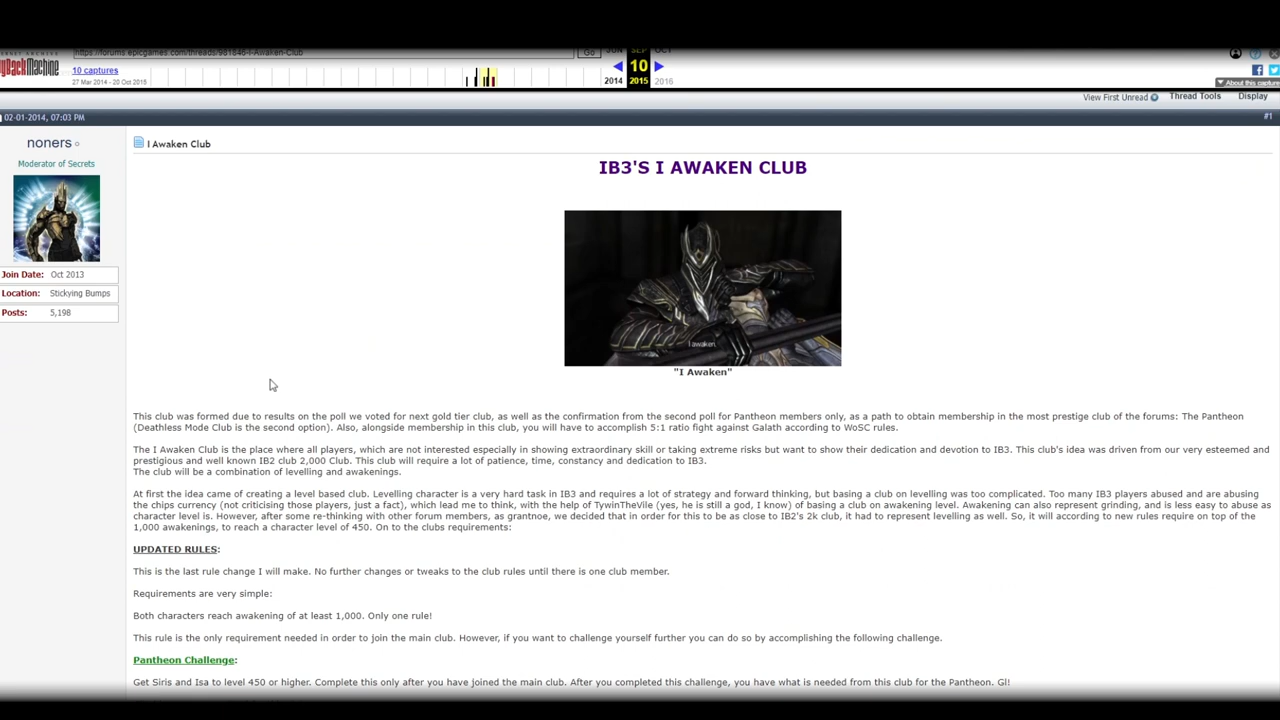 https://forums.epicgames.com/threads/981846-I-Awaken-Club
Go
SEP
10 captures
10
27 Mar 2014 - 20 Oct 2015
2014 2015 2016
About this capture
View First Unread Thread Tools Display
02-01-2014, 07:03 PM #1
noners
Moderator of Secrets
Join Date: Oct 2013
Location: Stickying Bumps
Posts: 5,198
I Awaken Club
IB3'S I AWAKEN CLUB
I awaken.
"I Awaken"
This club was formed due to results on the poll we voted for next gold tier club, as well as the confirmation from the second poll for Pantheon members only, as a path to obtain membership in the most prestige club of the forums: The Pantheon
(Deathless Mode Club is the second option). Also, alongside membership in this club, you will have to accomplish 5:1 ratio fight against Galath according to WoSC rules.
The I Awaken Club is the place where all players, which are not interested especially in showing extraordinary skill or taking extreme risks but want to show their dedication and devotion to IB3. This club's idea was driven from our very esteemed and
prestigious and well known IB2 club 2,000 Club. This club will require a lot of patience, time, constancy and dedication to IB3.
The club will be a combination of levelling and awakenings.
At first the idea came of creating a level based club. Levelling character is a very hard task in IB3 and requires a lot of strategy and forward thinking, but basing a club on levelling was too complicated. Too many IB3 players abused and are abusing
the chips currency (not criticising those players, just a fact), which lead me to think, with the help of TywinTheVile (yes, he is still a god, I know) of basing a club on awakening level. Awakening can also represent grinding, and is less easy to abuse as
character level is. However, after some re-thinking with other forum members, as grantnoe, we decided that in order for this to be as close to IB2's 2k club, it had to represent levelling as well. So, it will according to new rules require on top of the
1,000 awakenings, to reach a character level of 450. On to the clubs requirements:
UPDATED RULES:
This is the last rule change I will make. No further changes or tweaks to the club rules until there is one club member.
Requirements are very simple:
Both characters reach awakening of at least 1,000. Only one rule!
This rule is the only requirement needed in order to join the main club. However, if you want to challenge yourself further you can do so by accomplishing the following challenge.
Pantheon Challenge:
Get Siris and Isa to level 450 or higher. Complete this only after you have joined the main club. After you completed this challenge, you have what is needed from this club for the Pantheon. Gl!